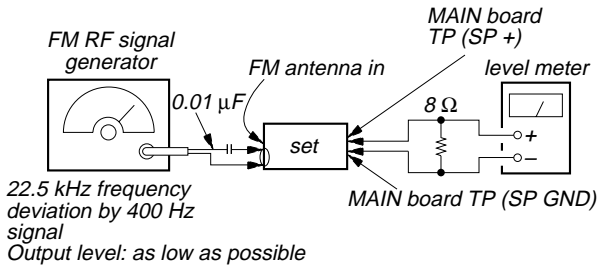 MAIN board
TP (SP +)
FM RF signal
generator
FM antenna in
level meter
0.01 μF
8 Ω
set
+
–
22.5 kHz frequency
deviation by 400 Hz
signal
Output level: as low as possible
MAIN board TP (SP GND)